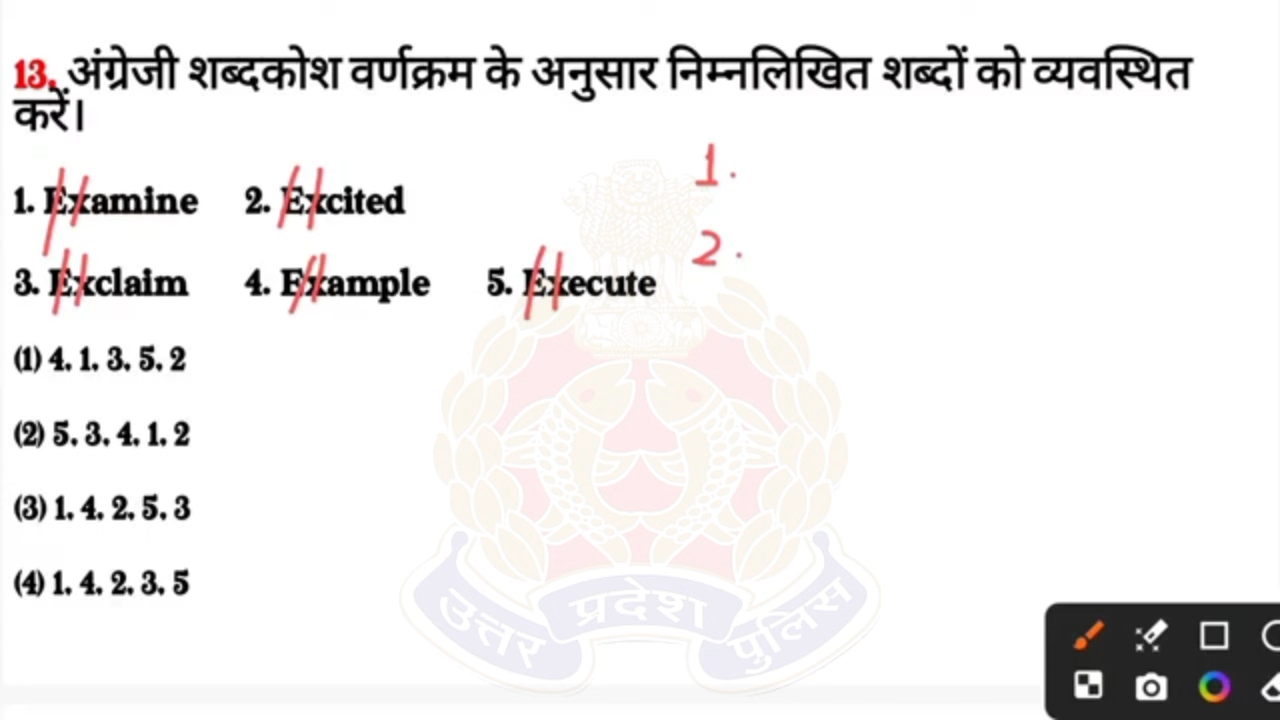 13. अंग्रेजी शब्दकोश वर्णक्रम के अनुसार निम्नलिखित शब्दों को व्यवस्थित
करें।
1. Examine 2. Excited
1.
3. Exclaim 4. Example 5. Execute
2.
(1) 4. 1. 3. 5. 2
(2) 5. 3. 4. 1. 2
(3) 1. 4. 2. 5. 3
(4) 1. 4. 2. 3. 5
उत्तर प्रदेश पुलिस